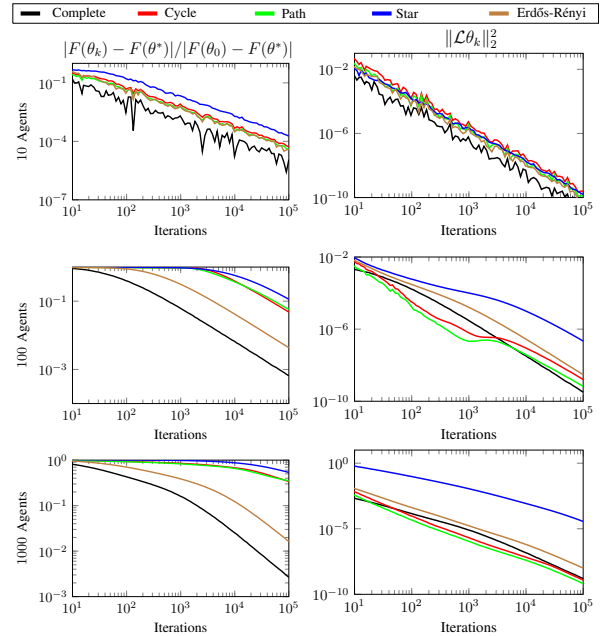 Complete Cycle Path Star Erdős-Rényi
|F(θ_k) − F(θ*)|/|F(θ_0) − F(θ*)|
10 Agents
10^−1
10^−4
10^−7
10^1 10^2 10^3 10^4 10^5
Iterations
‖ℒθ_k‖_2^2
10^−2
10^−6
10^−10
10^1 10^2 10^3 10^4 10^5
Iterations
100 Agents
10^−1
10^−3
10^1 10^2 10^3 10^4 10^5
Iterations
10^−2
10^−6
10^−10
10^1 10^2 10^3 10^4 10^5
Iterations
1000 Agents
10^0
10^−1
10^−2
10^−3
10^1 10^2 10^3 10^4 10^5
Iterations
10^0
10^−5
10^−10
10^1 10^2 10^3 10^4 10^5
Iterations